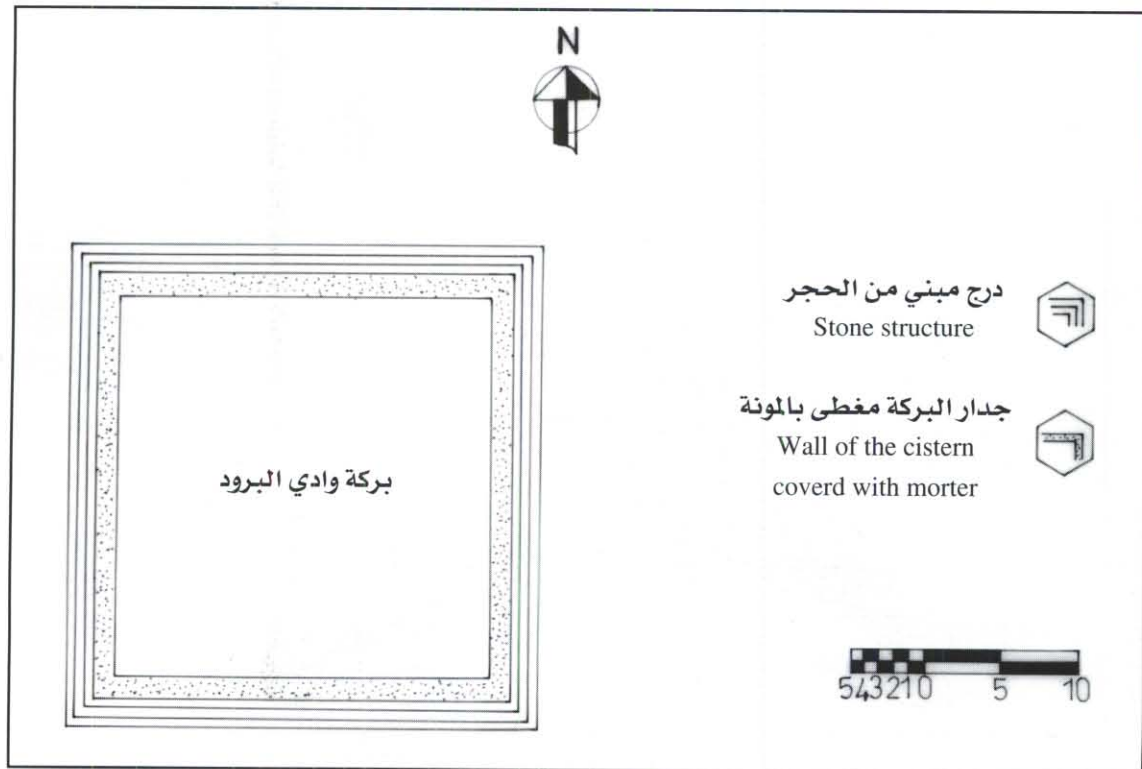 N
درج مبني من الحجر
Stone structure
جدار البركة مغطى بالمونة
Wall of the cistern
coverd with morter
بركة وادي البرود
543210 5 10